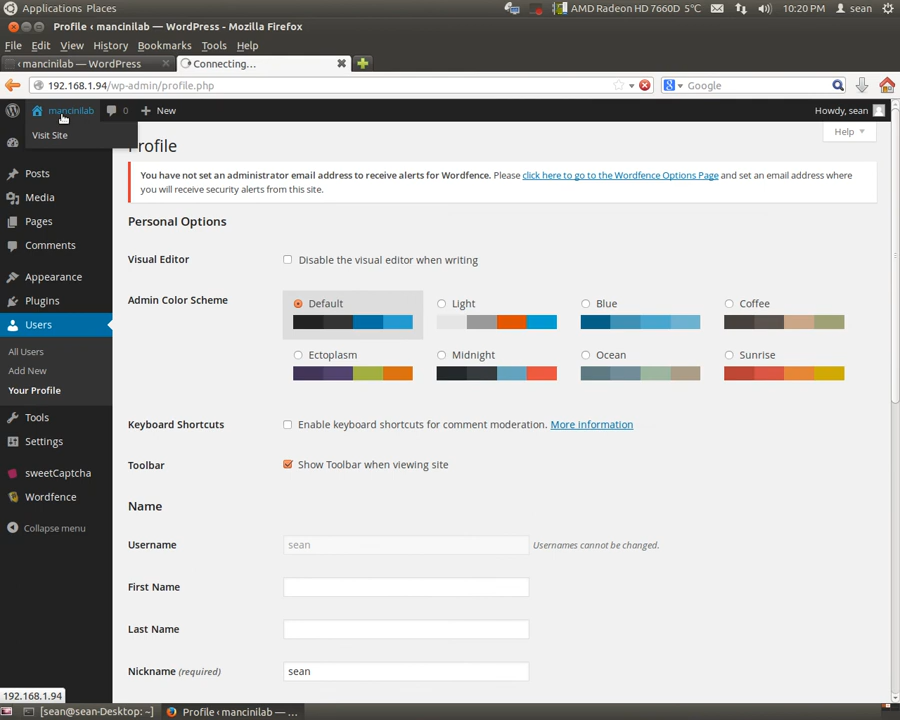 Applications Places
AMD Radeon HD 7660D 5°C
10:20 PM
sean
Profile ‹ mancinilab — WordPress - Mozilla Firefox
File Edit View History Bookmarks Tools Help
‹ mancinilab — WordPress
Connecting...
192.168.1.94/wp-admin/profile.php
Google
mancinilab
0
New
Howdy, sean
Visit Site
Help
Profile
You have not set an administrator email address to receive alerts for Wordfence. Please click here to go to the Wordfence Options Page and set an email address where
you will receive security alerts from this site.
Posts
Media
Pages
Comments
Appearance
Plugins
Users
All Users
Add New
Your Profile
Tools
Settings
sweetCaptcha
Wordfence
Collapse menu
Personal Options
Visual Editor
Disable the visual editor when writing
Admin Color Scheme
Default
Light
Blue
Coffee
Ectoplasm
Midnight
Ocean
Sunrise
Keyboard Shortcuts
Enable keyboard shortcuts for comment moderation. More information
Toolbar
Show Toolbar when viewing site
Name
Username
sean
Usernames cannot be changed.
First Name
Last Name
Nickname (required)
sean
192.168.1.94
[sean@sean-Desktop: ~]
Profile ‹ mancinilab — ...